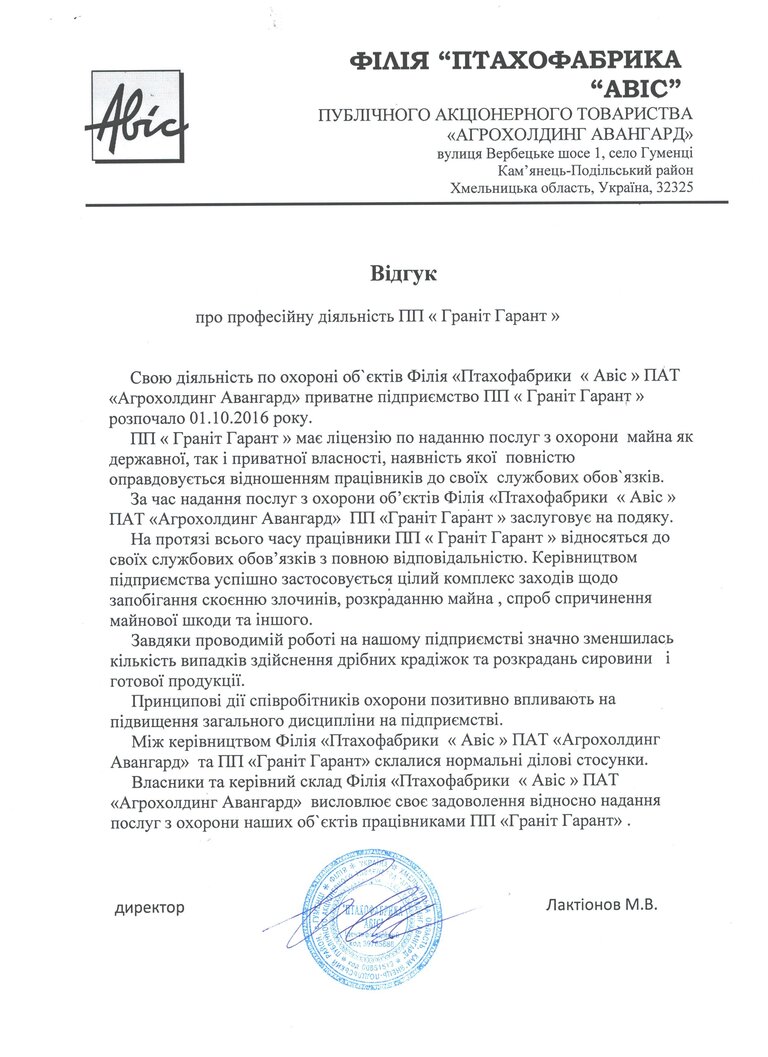 Авіс
ФІЛІЯ “ПТАХОФАБРИКА
“АВІС”
ПУБЛІЧНОГО АКЦІОНЕРНОГО ТОВАРИСТВА
«АГРОХОЛДИНГ АВАНГАРД»
вулиця Вербецьке шосе 1, село Гуменці
Кам’янець-Подільський район
Хмельницька область, Україна, 32325
Відгук
про професійну діяльність ПП « Граніт Гарант »
Свою діяльність по охороні об`єктів Філія «Птахофабрики « Авіс » ПАТ
«Агрохолдинг Авангард» приватне підприємство ПП « Граніт Гарант »
розпочало 01.10.2016 року.
ПП « Граніт Гарант » має ліцензію по наданню послуг з охорони майна як
державної, так і приватної власності, наявність якої повністю
оправдовується відношенням працівників до своїх службових обов`язків.
За час надання послуг з охорони об’єктів Філія «Птахофабрики « Авіс »
ПАТ «Агрохолдинг Авангард» ПП «Граніт Гарант » заслуговує на подяку.
На протязі всього часу працівники ПП « Граніт Гарант » відносяться до
своїх службових обов’язків з повною відповідальністю. Керівництвом
підприємства успішно застосовується цілий комплекс заходів щодо
запобігання скоєнню злочинів, розкраданню майна , спроб спричинення
майнової шкоди та іншого.
Завдяки проводимій роботі на нашому підприємстві значно зменшилась
кількість випадків здійснення дрібних крадіжок та розкрадань сировини і
готової продукції.
Принципові дії співробітників охорони позитивно впливають на
підвищення загального дисципліни на підприємстві.
Між керівництвом Філія «Птахофабрики « Авіс » ПАТ «Агрохолдинг
Авангард» та ПП «Граніт Гарант» склалися нормальні ділові стосунки.
Власники та керівний склад Філія «Птахофабрики « Авіс » ПАТ
«Агрохолдинг Авангард» висловлює своє задоволення відносно надання
послуг з охорони наших об`єктів працівниками ПП «Граніт Гарант» .
директор
Лактіонов М.В.
ПТАХОФАБРИКА
АВІС